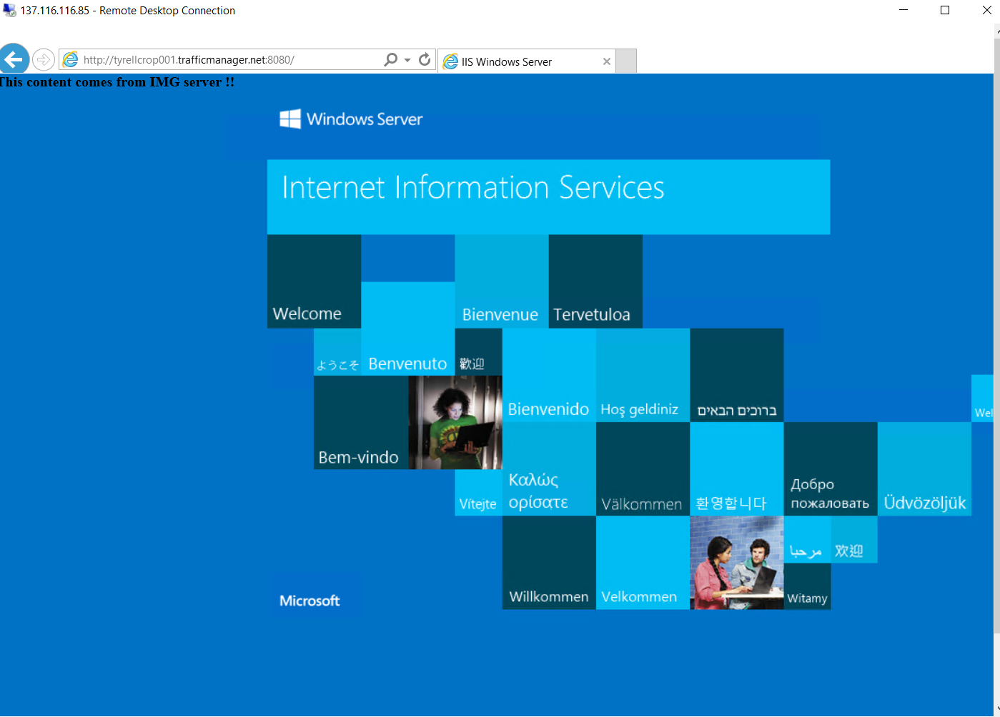 137.116.116.85 - Remote Desktop Connection
http://tyrellcrop001.trafficmanager.net:8080/
IIS Windows Server
This content comes from IMG server !!
Windows Server
Internet Information Services
Welcome
Bienvenue
Tervetuloa
ようこそ
Benvenuto
歡迎
Bienvenido
Hoş geldiniz
ברוכים הבאים
Wel
Bem-vindo
Vítejte
Καλώς
ορίσατε
Välkommen
환영합니다
Добро
пожаловать
Üdvözöljük
مرحبا
欢迎
Willkommen
Velkommen
Witamy
Microsoft